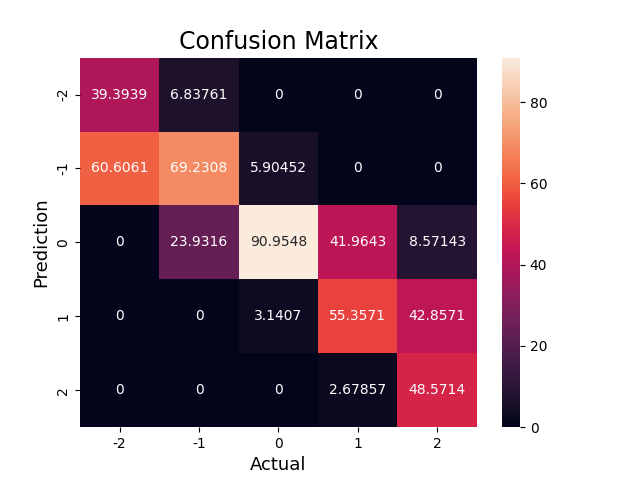 Confusion Matrix
-2 39.3939 6.83761 0 0 0
-1 60.6061 69.2308 5.90452 0 0
0 0 23.9316 90.9548 41.9643 8.57143
1 0 0 3.1407 55.3571 42.8571
2 0 0 0 2.67857 48.5714
-2 -1 0 1 2
Actual
Prediction
80
60
40
20
0